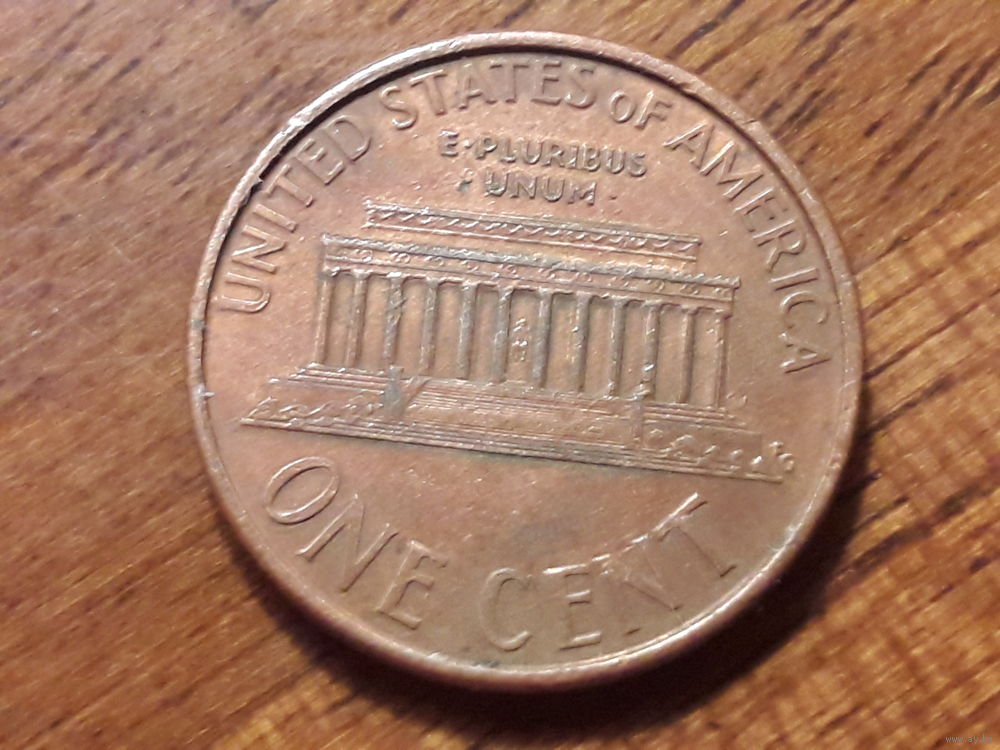 UNITED STATES OF AMERICA
E·PLURIBUS
UNUM
ONE CENT